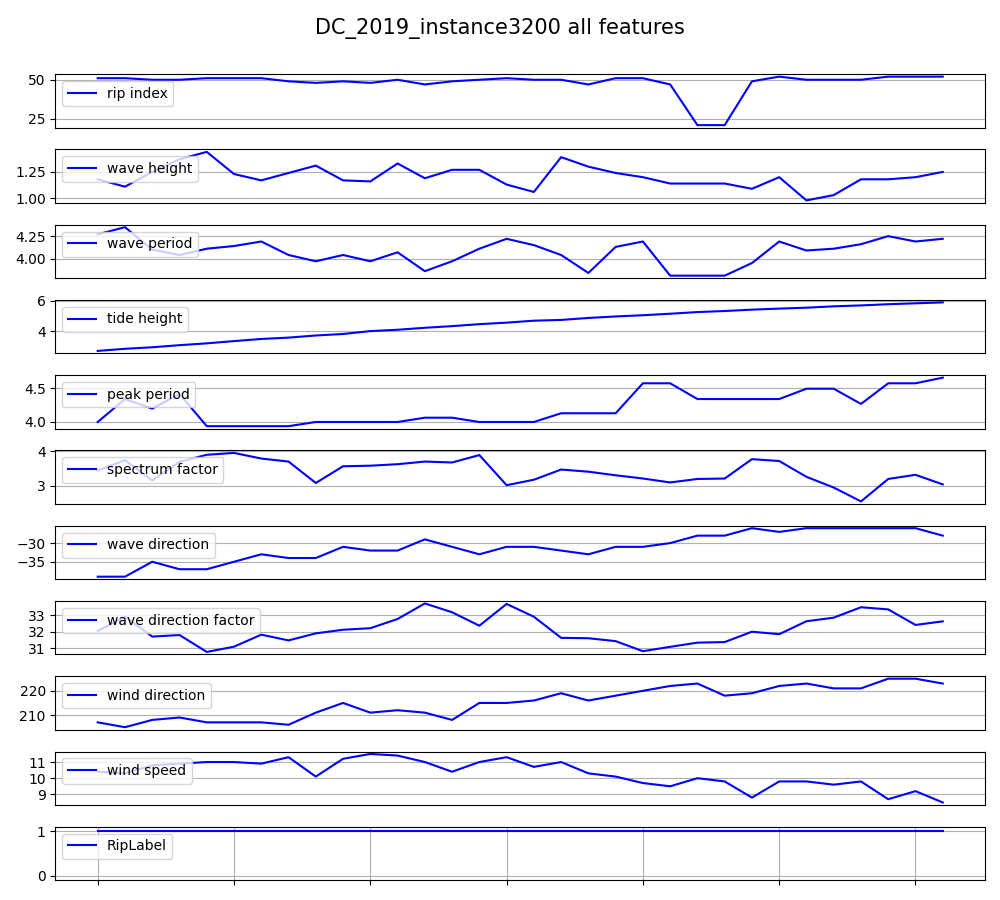 DC_2019_instance3200 all features
50
25
rip index
1.25
1.00
wave height
4.25
4.00
wave period
6
4
tide height
4.5
4.0
peak period
4
3
spectrum factor
−30
−35
wave direction
33
32
31
wave direction factor
220
210
wind direction
11
10
9
wind speed
1
0
RipLabel